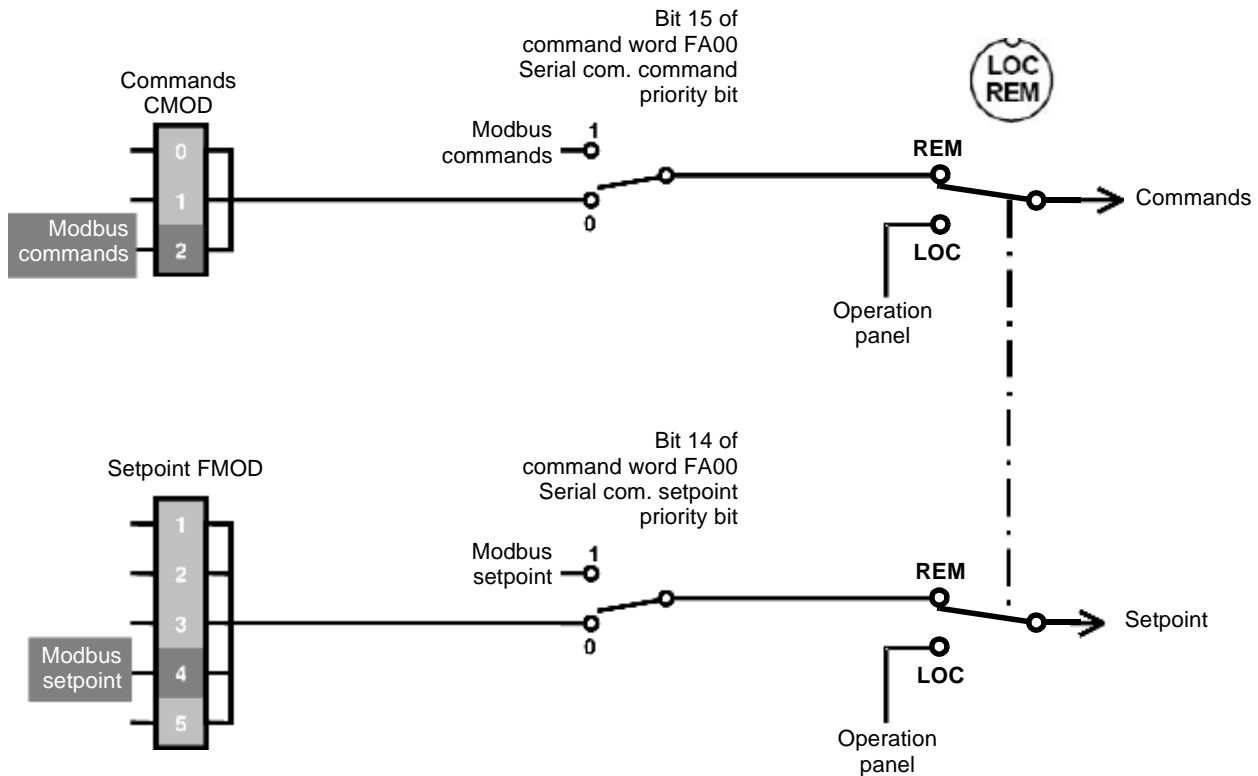 Bit 15 of
command word FA00
Serial com. command
priority bit
LOC
REM
Commands
CMOD
0
1
2
Modbus
commands
Modbus
commands
1
0
REM
LOC
Commands
Operation
panel
Bit 14 of
command word FA00
Serial com. setpoint
priority bit
Setpoint FMOD
1
2
3
4
5
Modbus
setpoint
Modbus
setpoint
1
0
REM
LOC
Setpoint
Operation
panel